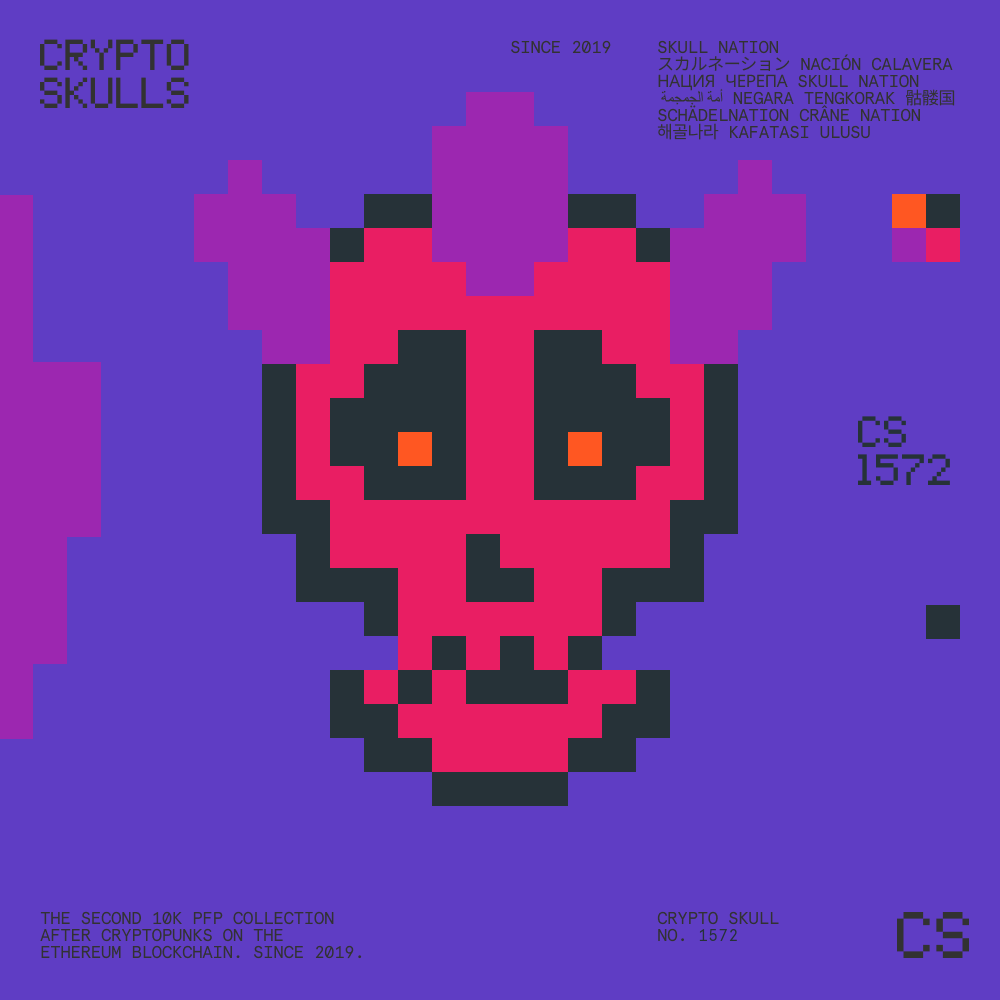 CRYPTO
SKULLS
SINCE 2019
SKULL NATION
スカルネーション NACIÓN CALAVERA
НАЦИЯ ЧЕРЕПА SKULL NATION
أمة الجمجمة NEGARA TENGKORAK 骷髅国
SCHÄDELNATION CRÂNE NATION
해골나라 KAFATASI ULUSU
CS
1572
THE SECOND 10K PFP COLLECTION
AFTER CRYPTOPUNKS ON THE
ETHEREUM BLOCKCHAIN. SINCE 2019.
CRYPTO SKULL
NO. 1572
CS